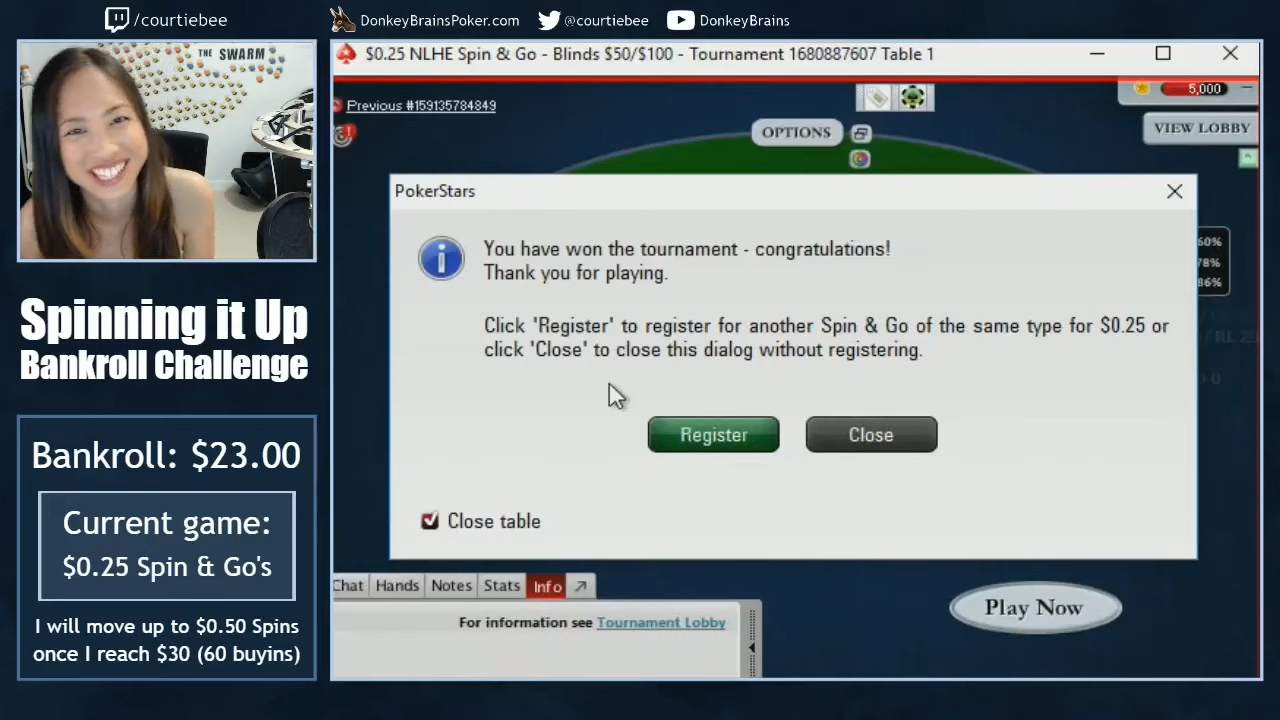 /courtiebee
DonkeyBrainsPoker.com
@courtiebee
DonkeyBrains
THE SWARM
Spinning it Up
Bankroll Challenge
Bankroll: $23.00
Current game:
$0.25 Spin & Go's
I will move up to $0.50 Spins
once I reach $30 (60 buyins)
$0.25 NLHE Spin & Go - Blinds $50/$100 - Tournament 1680887607 Table 1
Previous #159135784849
OPTIONS
5,000
VIEW LOBBY
PokerStars
You have won the tournament - congratulations!
Thank you for playing.
Click 'Register' to register for another Spin & Go of the same type for $0.25 or
click 'Close' to close this dialog without registering.
Register
Close
Close table
60%
78%
86%
Chat
Hands
Notes
Stats
Info
For information see Tournament Lobby
Play Now